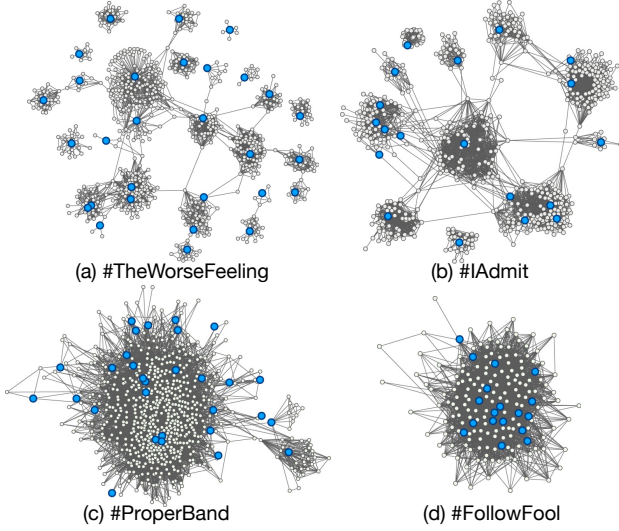 (a) #TheWorseFeeling
(b) #IAdmit
(c) #ProperBand
(d) #FollowFool